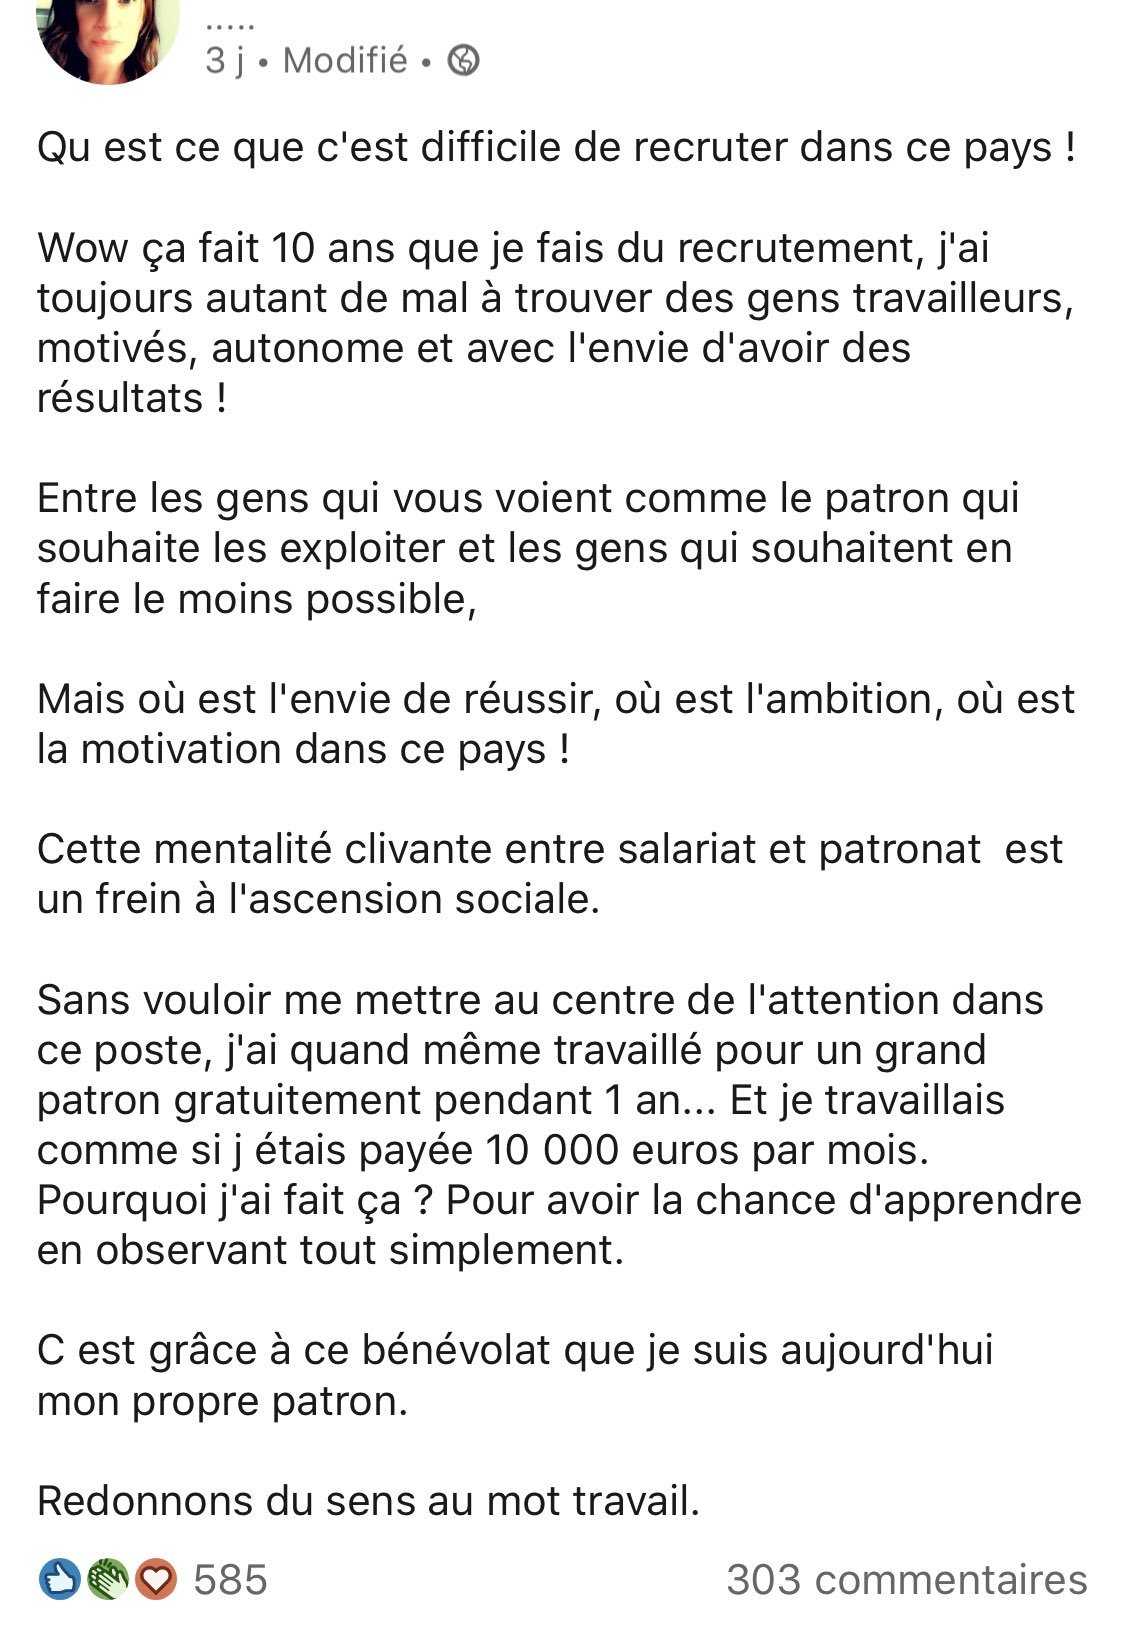 .....
3 j • Modifié •
Qu est ce que c'est difficile de recruter dans ce pays !
Wow ça fait 10 ans que je fais du recrutement, j'ai
toujours autant de mal à trouver des gens travailleurs,
motivés, autonome et avec l'envie d'avoir des
résultats !
Entre les gens qui vous voient comme le patron qui
souhaite les exploiter et les gens qui souhaitent en
faire le moins possible,
Mais où est l'envie de réussir, où est l'ambition, où est
la motivation dans ce pays !
Cette mentalité clivante entre salariat et patronat  est
un frein à l'ascension sociale.
Sans vouloir me mettre au centre de l'attention dans
ce poste, j'ai quand même travaillé pour un grand
patron gratuitement pendant 1 an... Et je travaillais
comme si j étais payée 10 000 euros par mois.
Pourquoi j'ai fait ça ? Pour avoir la chance d'apprendre
en observant tout simplement.
C est grâce à ce bénévolat que je suis aujourd'hui
mon propre patron.
Redonnons du sens au mot travail.
585 303 commentaires